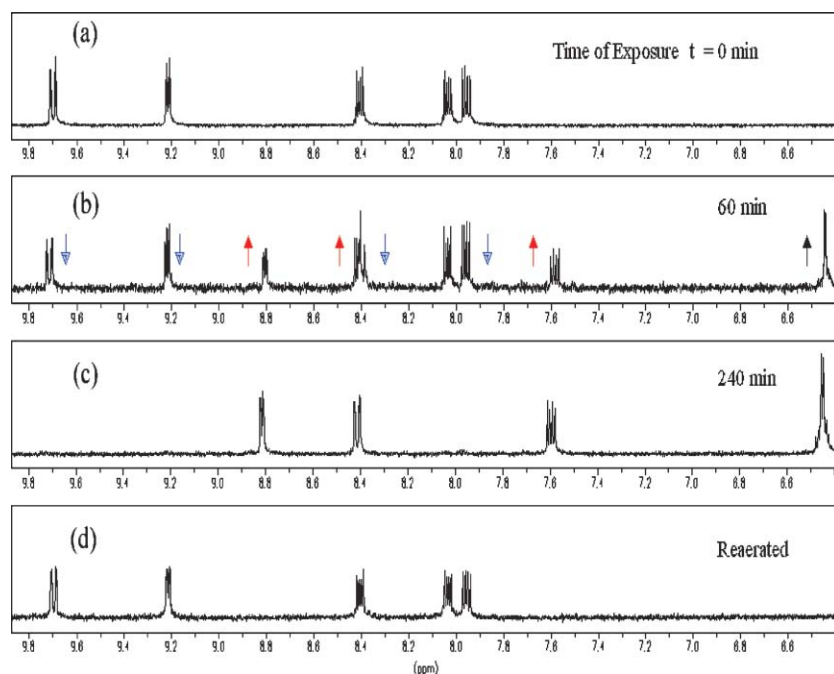 (a)
Time of Exposure t = 0 min
9.8 9.6 9.4 9.2 9.0 8.8 8.6 8.4 8.2 8.0 7.8 7.6 7.4 7.2 7.0 6.8 6.6
(b)
60 min
9.8 9.6 9.4 9.2 9.0 8.8 8.6 8.4 8.2 8.0 7.8 7.6 7.4 7.2 7.0 6.8 6.6
(c)
240 min
9.8 9.6 9.4 9.2 9.0 8.8 8.6 8.4 8.2 8.0 7.8 7.6 7.4 7.2 7.0 6.8 6.6
(d)
Reaerated
9.8 9.6 9.4 9.2 9.0 8.8 8.6 8.4 8.2 8.0 7.8 7.6 7.4 7.2 7.0 6.8 6.6
(ppm)